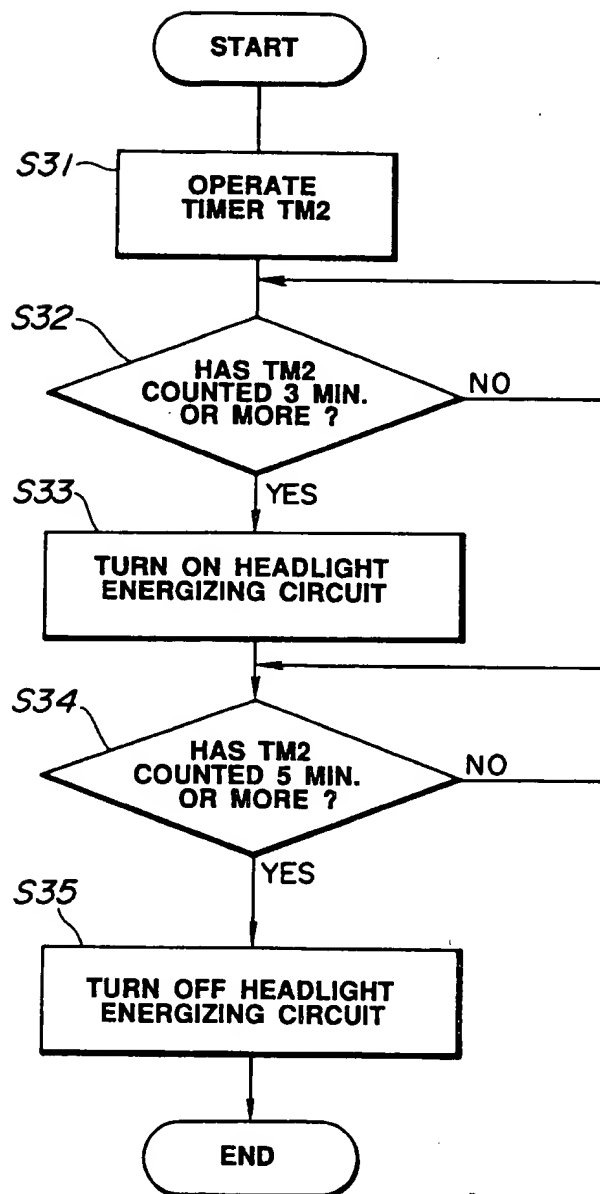 START
S31
OPERATE
TIMER TM2
S32
HAS TM2
COUNTED 3 MIN.
OR MORE ?
NO
YES
S33
TURN ON HEADLIGHT
ENERGIZING CIRCUIT
S34
HAS TM2
COUNTED 5 MIN.
OR MORE ?
NO
YES
S35
TURN OFF HEADLIGHT
ENERGIZING CIRCUIT
END